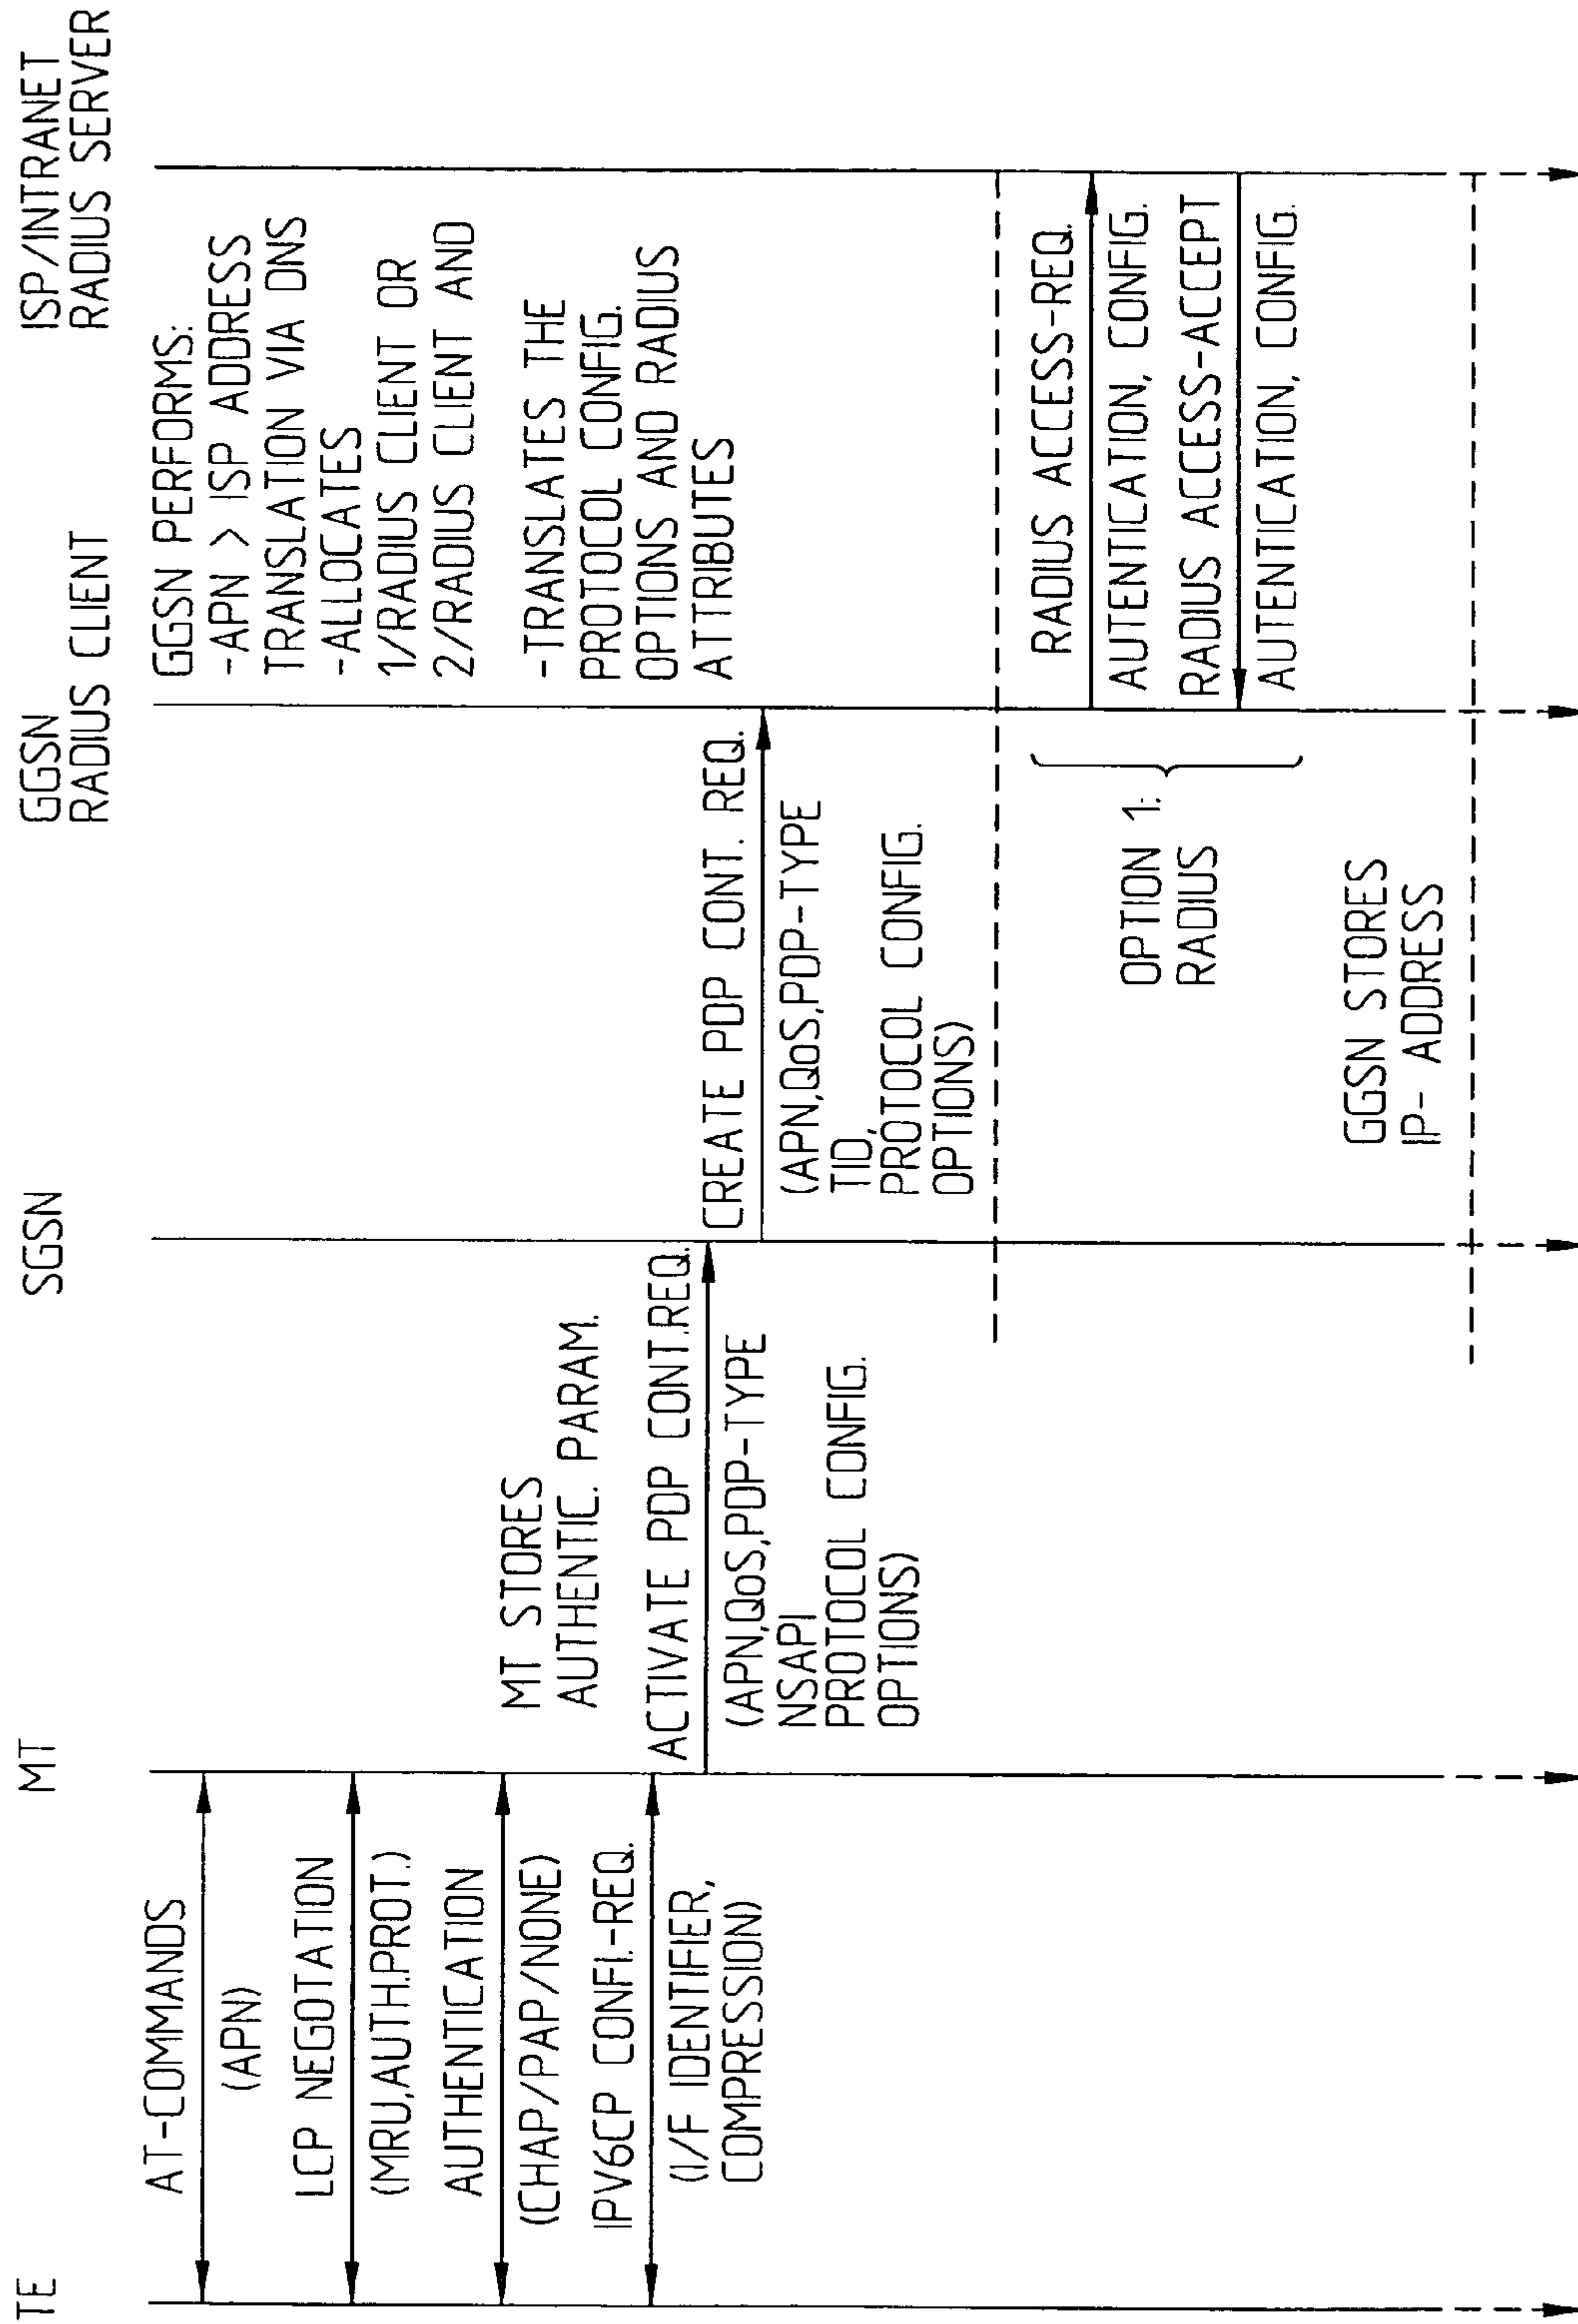 TE
MT
SGSN
GGSN
RADIUS CLIENT
ISP/INTRANET
RADIUS SERVER
AT-COMMANDS
(APN)
LCP NEGOTATION
(MRU,AUTH.PROT.)
AUTHENTICATION
(CHAP/PAP/NONE)
IPV6CP CONFI.-REQ.
(I/F IDENTIFIER,
COMPRESSION)
MT STORES
AUTHENTIC. PARAM.
ACTIVATE PDP CONT.REQ.
(APN,QoS,PDP-TYPE
NSAPI
PROTOCOL CONFIG.
OPTIONS)
CREATE PDP CONT. REQ.
(APN,QoS,PDP-TYPE
TID,
PROTOCOL CONFIG.
OPTIONS)
GGSN PERFORMS:
-APN > ISP ADDRESS
TRANSLATION VIA DNS
-ALLOCATES
1/RADIUS CLIENT OR
2/RADIUS CLIENT AND
-TRANSLATES THE
PROTOCOL CONFIG.
OPTIONS AND RADIUS
ATTRIBUTES
RADIUS ACCESS-REQ.
AUTENTICATION, CONFIG.
RADIUS ACCESS-ACCEPT
AUTENTICATION, CONFIG.
OPTION 1:
RADIUS
GGSN STORES
IP- ADDRESS